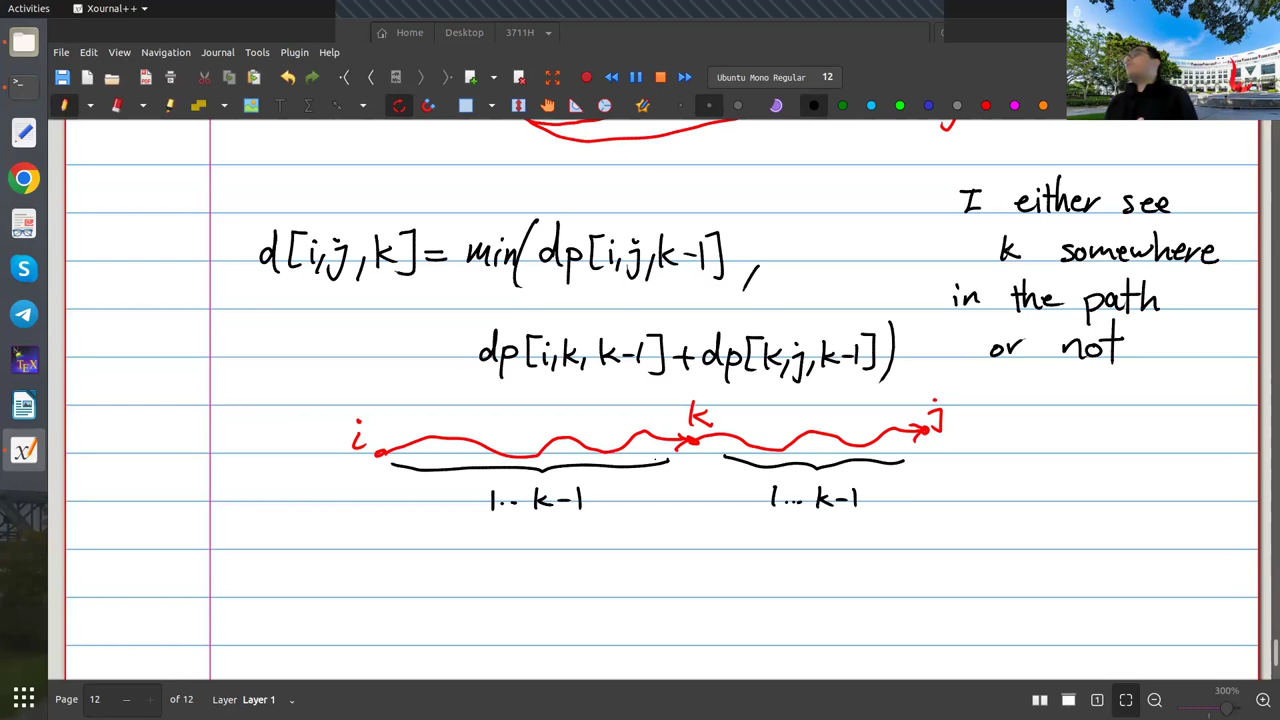 Activities
Xournal++
Home
Desktop
3711H
File Edit View Navigation Journal Tools Plugin Help
Ubuntu Mono Regular 12
I either see
k somewhere
in the path
or not
d[i,j,k]= min(dp[i,j,k-1],
dp[i,k,k-1]+dp[k,j,k-1])
i
k
j
1.. k-1
1... k-1
Page 12 of 12 Layer Layer 1
300%